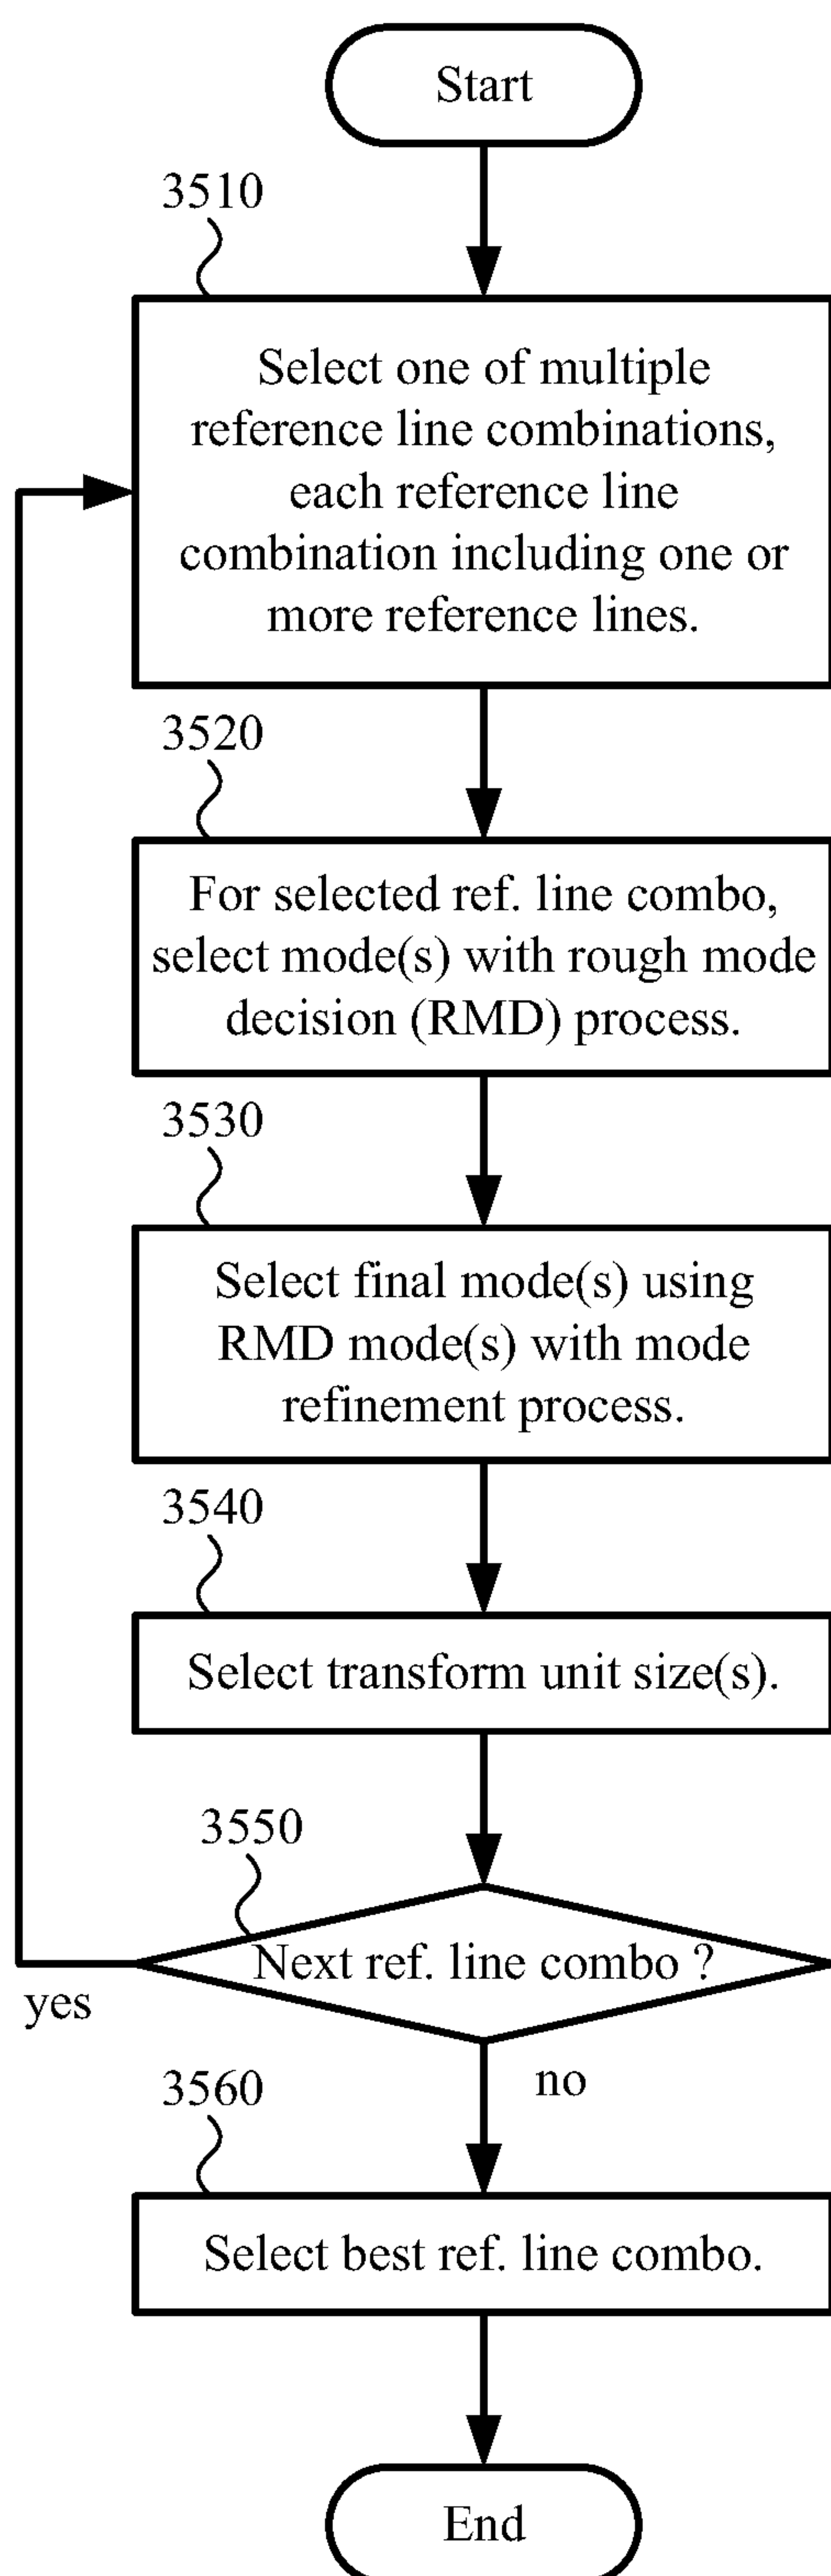 Start
3510
Select one of multiple
reference line combinations,
each reference line
combination including one or
more reference lines.
3520
For selected ref. line combo,
select mode(s) with rough mode
decision (RMD) process.
3530
Select final mode(s) using
RMD mode(s) with mode
refinement process.
3540
Select transform unit size(s).
3550
Next ref. line combo ?
yes
no
3560
Select best ref. line combo.
End